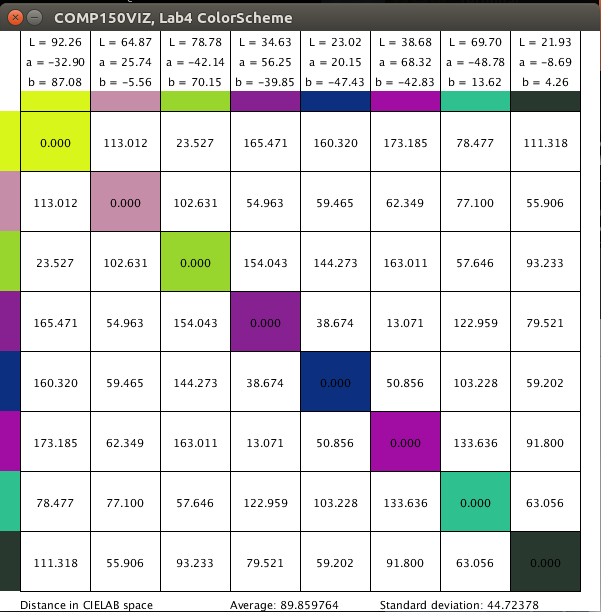 COMP150VIZ, Lab4 ColorScheme
L = 92.26 L = 64.87 L = 78.78 L = 34.63 L = 23.02 L = 38.68 L = 69.70 L = 21.93
a = -32.90 a = 25.74 a = -42.14 a = 56.25 a = 20.15 a = 68.32 a = -48.78 a = -8.69
b = 87.08 b = -5.56 b = 70.15 b = -39.85 b = -47.43 b = -42.83 b = 13.62 b = 4.26
0.000 113.012 23.527 165.471 160.320 173.185 78.477 111.318
113.012 0.000 102.631 54.963 59.465 62.349 77.100 55.906
23.527 102.631 0.000 154.043 144.273 163.011 57.646 93.233
165.471 54.963 154.043 0.000 38.674 13.071 122.959 79.521
160.320 59.465 144.273 38.674 0.000 50.856 103.228 59.202
173.185 62.349 163.011 13.071 50.856 0.000 133.636 91.800
78.477 77.100 57.646 122.959 103.228 133.636 0.000 63.056
111.318 55.906 93.233 79.521 59.202 91.800 63.056 0.000
Distance in CIELAB space Average: 89.859764 Standard deviation: 44.72378